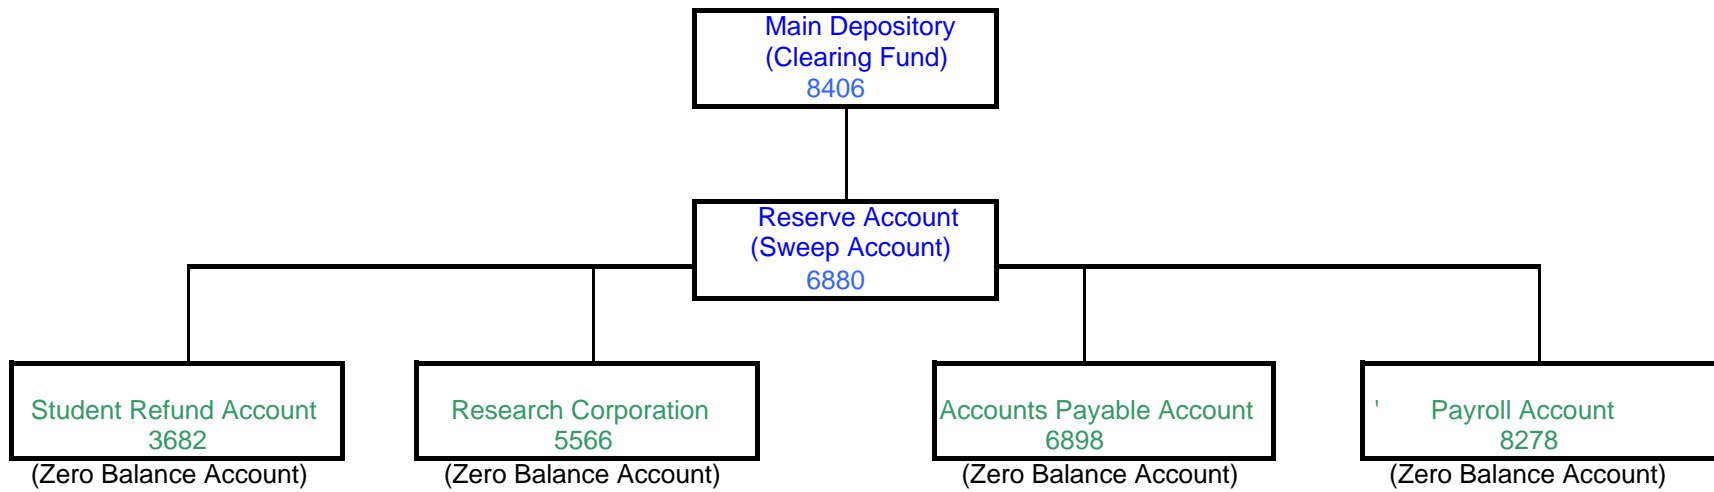 Main Depository
(Clearing Fund)
8406
Reserve Account
(Sweep Account)
6880
Student Refund Account
3682
(Zero Balance Account)
Research Corporation
5566
(Zero Balance Account)
Accounts Payable Account
6898
(Zero Balance Account)
' Payroll Account
8278
(Zero Balance Account)